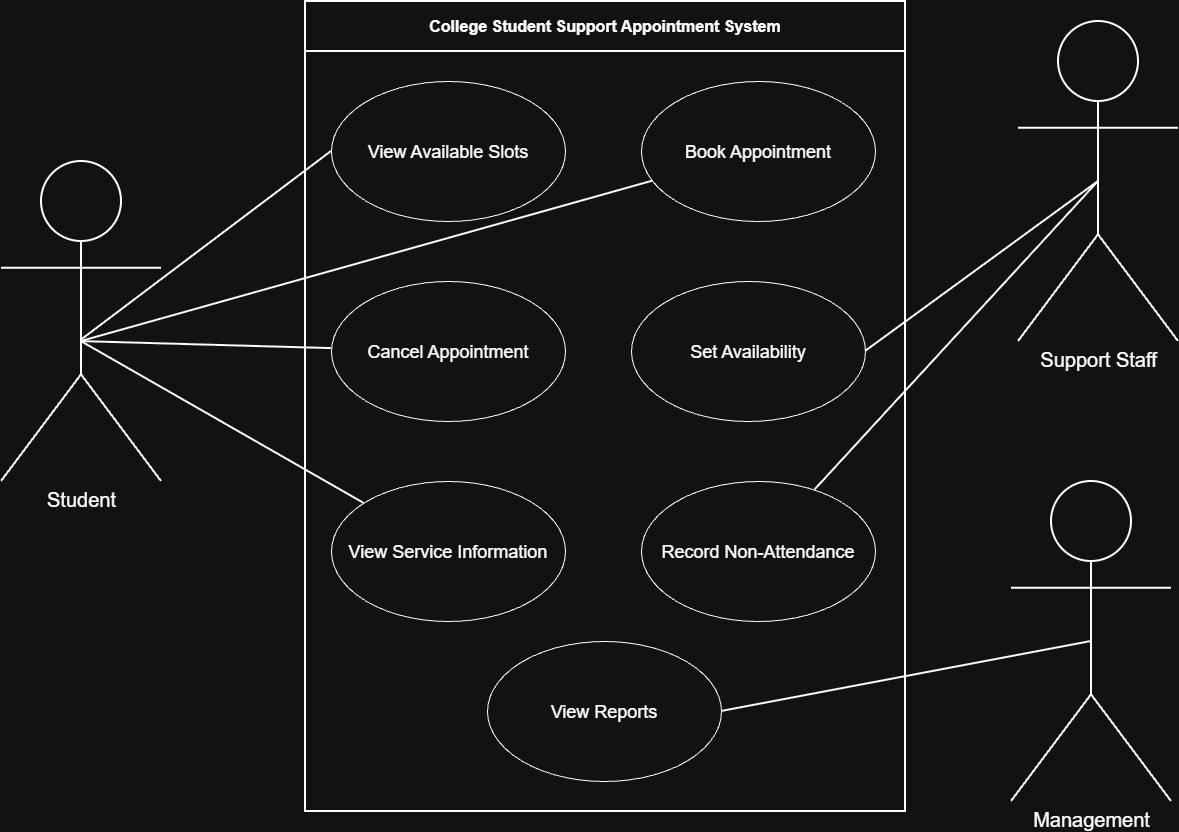 College Student Support Appointment System
View Available Slots
Book Appointment
Cancel Appointment
Set Availability
Support Staff
Student
View Service Information
Record Non-Attendance
View Reports
Management